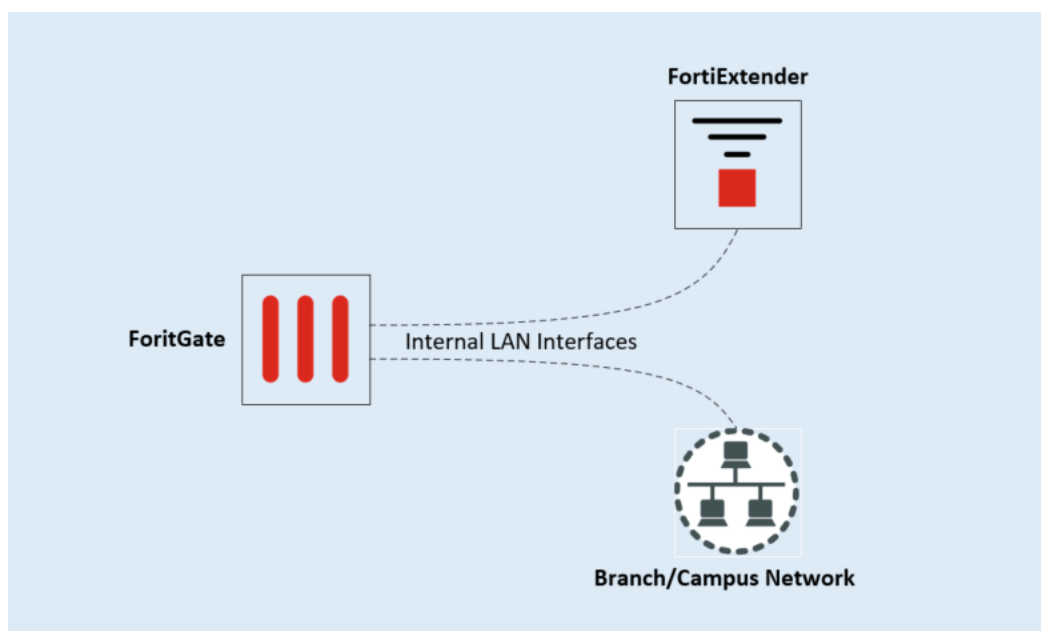 FortiExtender
ForitGate
Internal LAN Interfaces
Branch/Campus Network